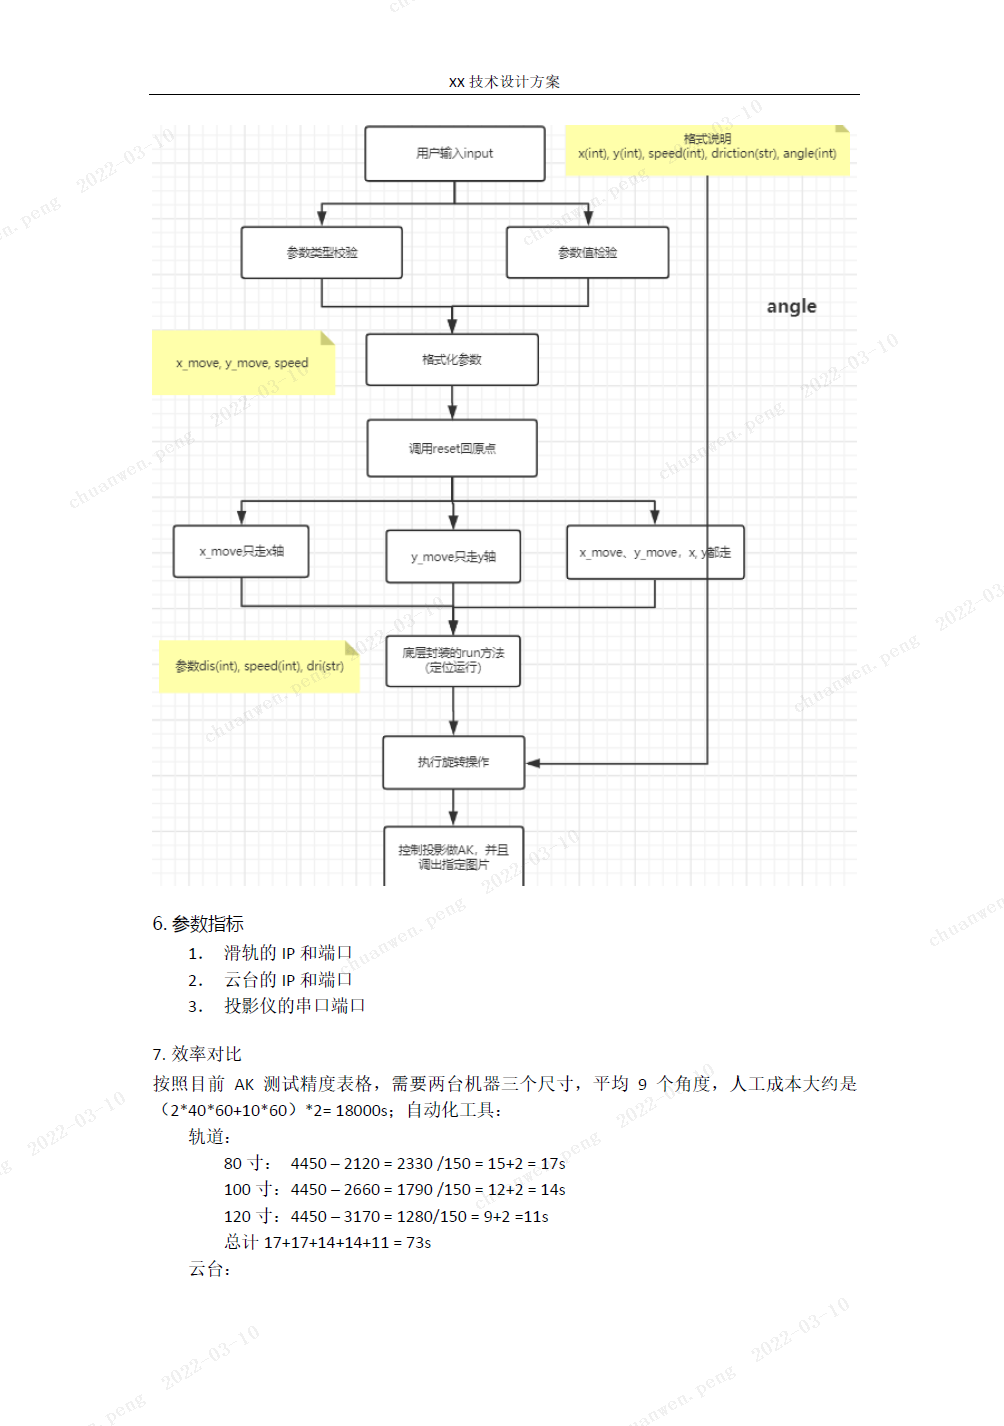 XX 技术设计方案
用户输入input
格式说明
x(int), y(int), speed(int), driction(str), angle(int)
参数类型校验
参数值检验
angle
x_move, y_move, speed
格式化参数
调用reset回原点
x_move只走x轴
y_move只走y轴
x_move、y_move，x, y都走
参数dis(int), speed(int), dri(str)
底层封装的run方法
（定位运行）
执行旋转操作
控制投影做AK，并且
调出指定图片
6. 参数指标
1. 滑轨的 IP 和端口
2. 云台的 IP 和端口
3. 投影仪的串口端口
7. 效率对比
按照目前 AK 测试精度表格，需要两台机器三个尺寸，平均 9 个角度，人工成本大约是
（2*40*60+10*60）*2= 18000s；自动化工具：
轨道：
80 寸： 4450 – 2120 = 2330 /150 = 15+2 = 17s
100 寸：4450 – 2660 = 1790 /150 = 12+2 = 14s
120 寸：4450 – 3170 = 1280/150 = 9+2 =11s
总计 17+17+14+14+11 = 73s
云台：
chuanwen.peng 2022-03-10